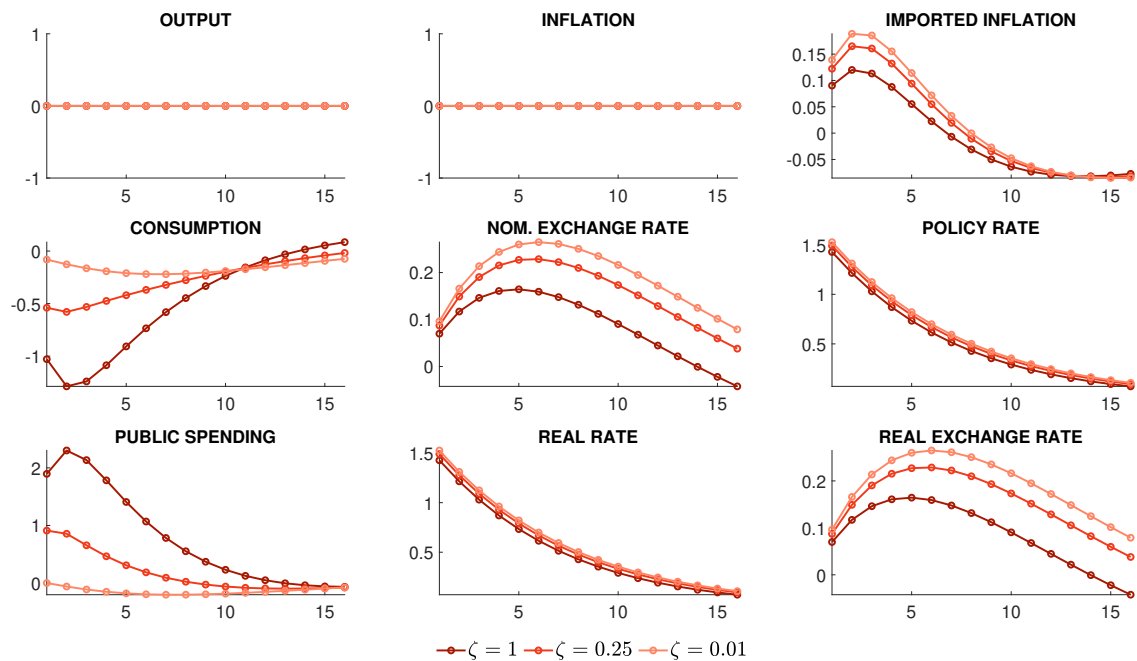 OUTPUT
1
0
-1
5 10 15
INFLATION
1
0
-1
5 10 15
IMPORTED INFLATION
0.15
0.1
0.05
0
-0.05
5 10 15
CONSUMPTION
0
-0.5
-1
5 10 15
NOM. EXCHANGE RATE
0.2
0.1
0
5 10 15
POLICY RATE
1.5
1
0.5
5 10 15
PUBLIC SPENDING
2
1
0
5 10 15
REAL RATE
1.5
1
0.5
5 10 15
REAL EXCHANGE RATE
0.2
0.1
0
5 10 15
ζ = 1 ζ = 0.25 ζ = 0.01